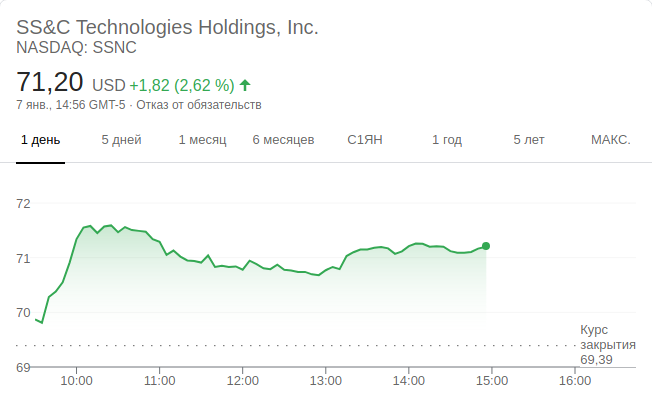 SS&C Technologies Holdings, Inc.
NASDAQ: SSNC
71,20 USD +1,82 (2,62 %)
7 янв., 14:56 GMT-5 · Отказ от обязательств
1 день 5 дней 1 месяц 6 месяцев С1ЯН 1 год 5 лет МАКС.
72
71
70
Курс
закрытия
69,39
69
10:00 11:00 12:00 13:00 14:00 15:00 16:00